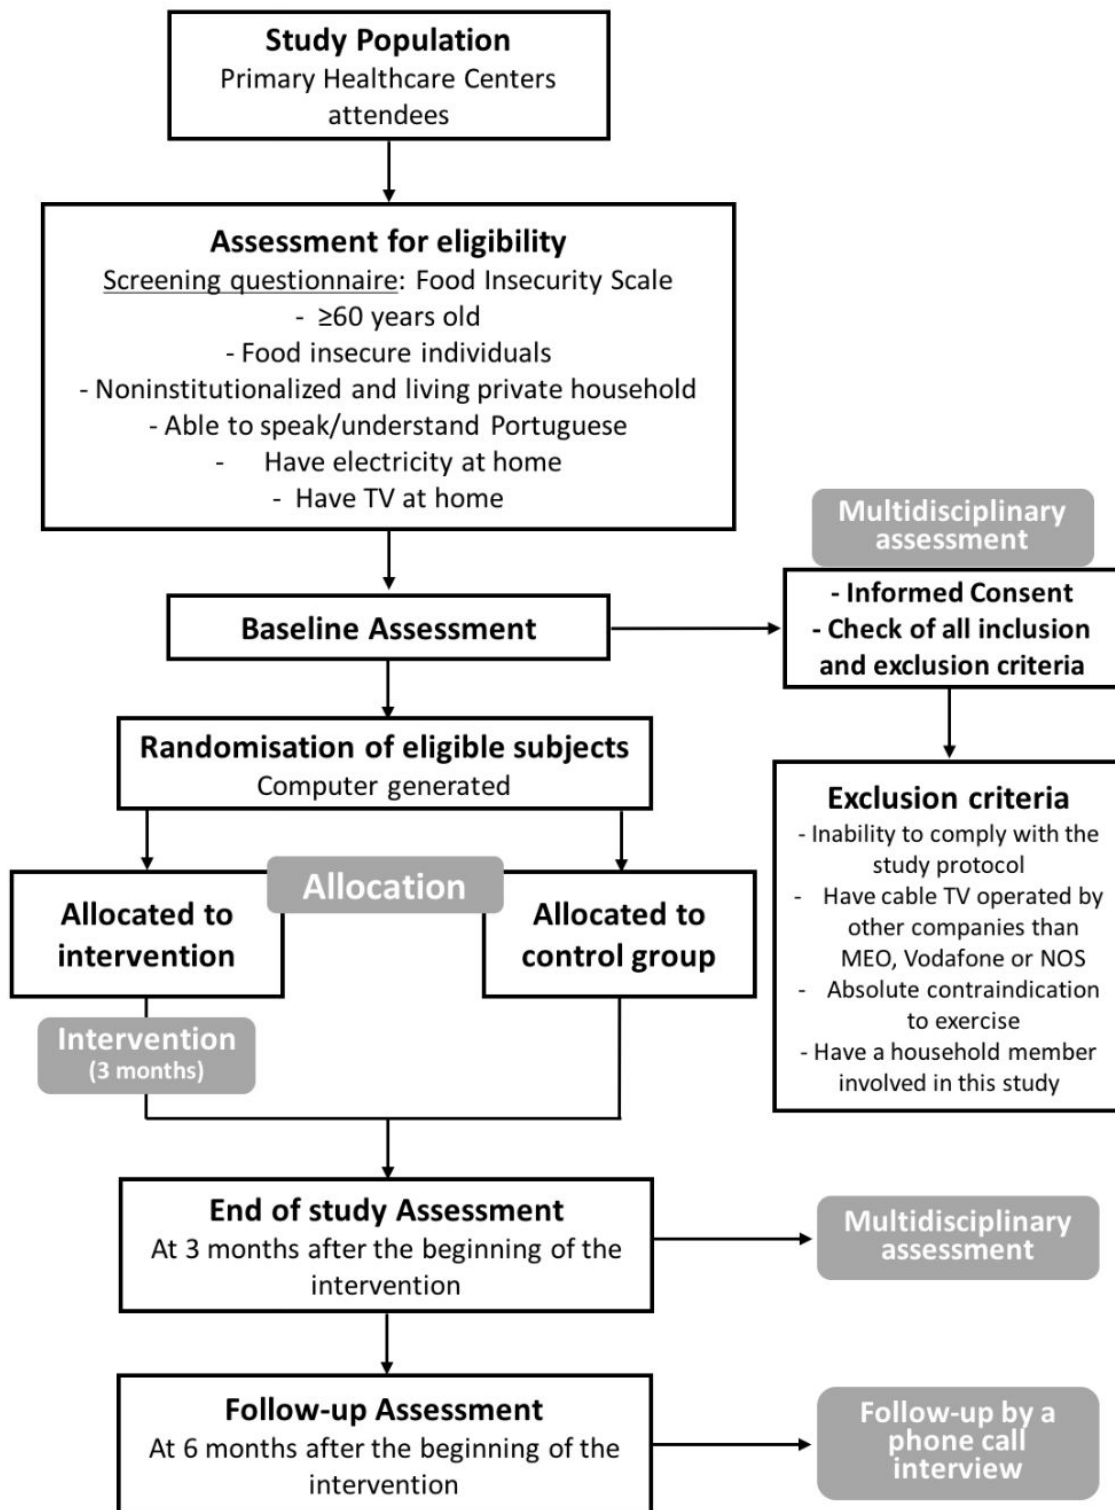 Study Population
Primary Healthcare Centers
attendees
Assessment for eligibility
Screening questionnaire: Food Insecurity Scale
- ≥60 years old
- Food insecure individuals
- Noninstitutionalized and living private household
- Able to speak/understand Portuguese
- Have electricity at home
- Have TV at home
Multidisciplinary
assessment
Baseline Assessment
- Informed Consent
- Check of all inclusion
and exclusion criteria
Randomisation of eligible subjects
Computer generated
Exclusion criteria
- Inability to comply with the
study protocol
- Have cable TV operated by
other companies than
MEO, Vodafone or NOS
- Absolute contraindication
to exercise
- Have a household member
involved in this study
Allocation
Allocated to
intervention
Allocated to
control group
Intervention
(3 months)
End of study Assessment
At 3 months after the beginning of the
intervention
Multidisciplinary
assessment
Follow-up Assessment
At 6 months after the beginning of the
intervention
Follow-up by a
phone call
interview